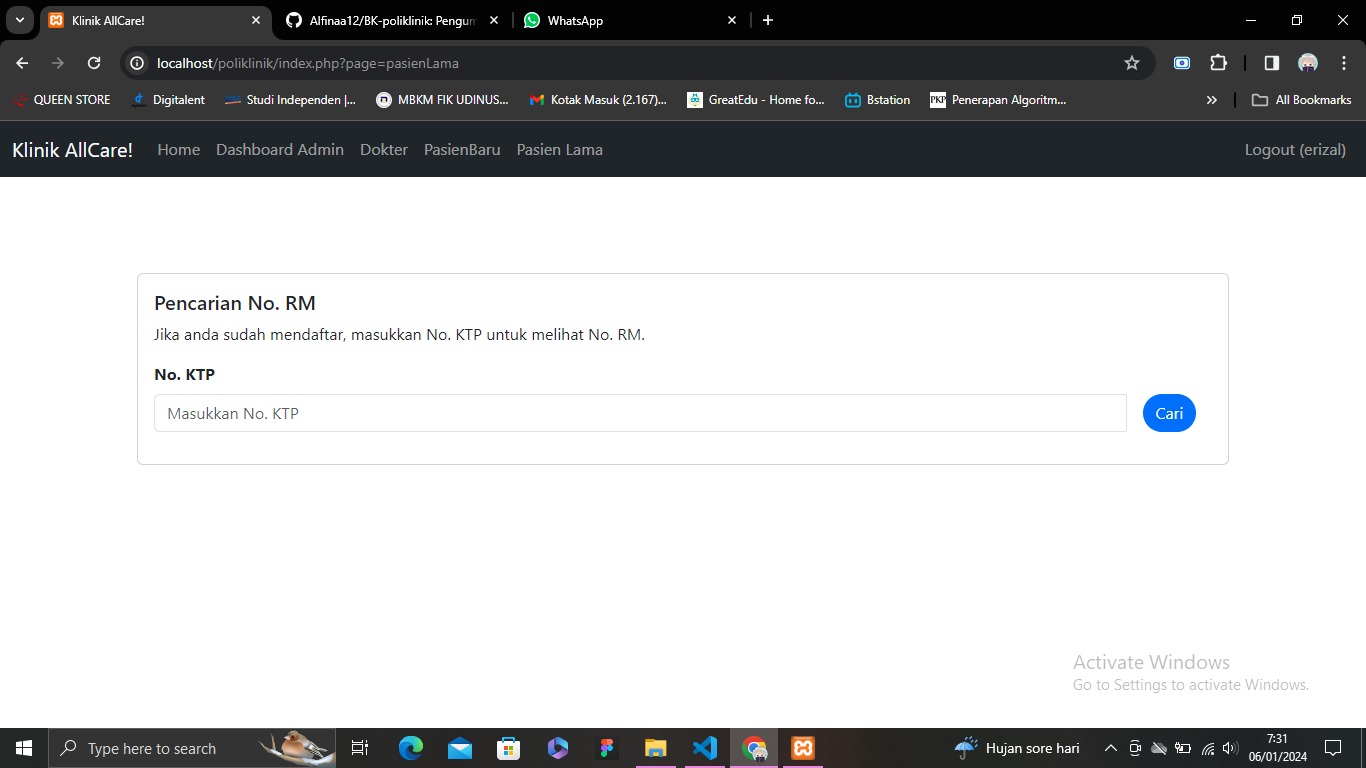 Klinik AllCare!
Alfinaa12/BK-poliklinik: Pengum
WhatsApp
localhost/poliklinik/index.php?page=pasienLama
QUEEN STORE
Digitalent
Studi Independen |...
MBKM FIK UDINUS...
Kotak Masuk (2.167)...
GreatEdu - Home fo...
Bstation
PKP
Penerapan Algoritm...
»
All Bookmarks
Klinik AllCare!
Home
Dashboard Admin
Dokter
PasienBaru
Pasien Lama
Logout (erizal)
Pencarian No. RM
Jika anda sudah mendaftar, masukkan No. KTP untuk melihat No. RM.
No. KTP
Masukkan No. KTP
Cari
Activate Windows
Go to Settings to activate Windows.
Type here to search
Hujan sore hari
7:31
06/01/2024